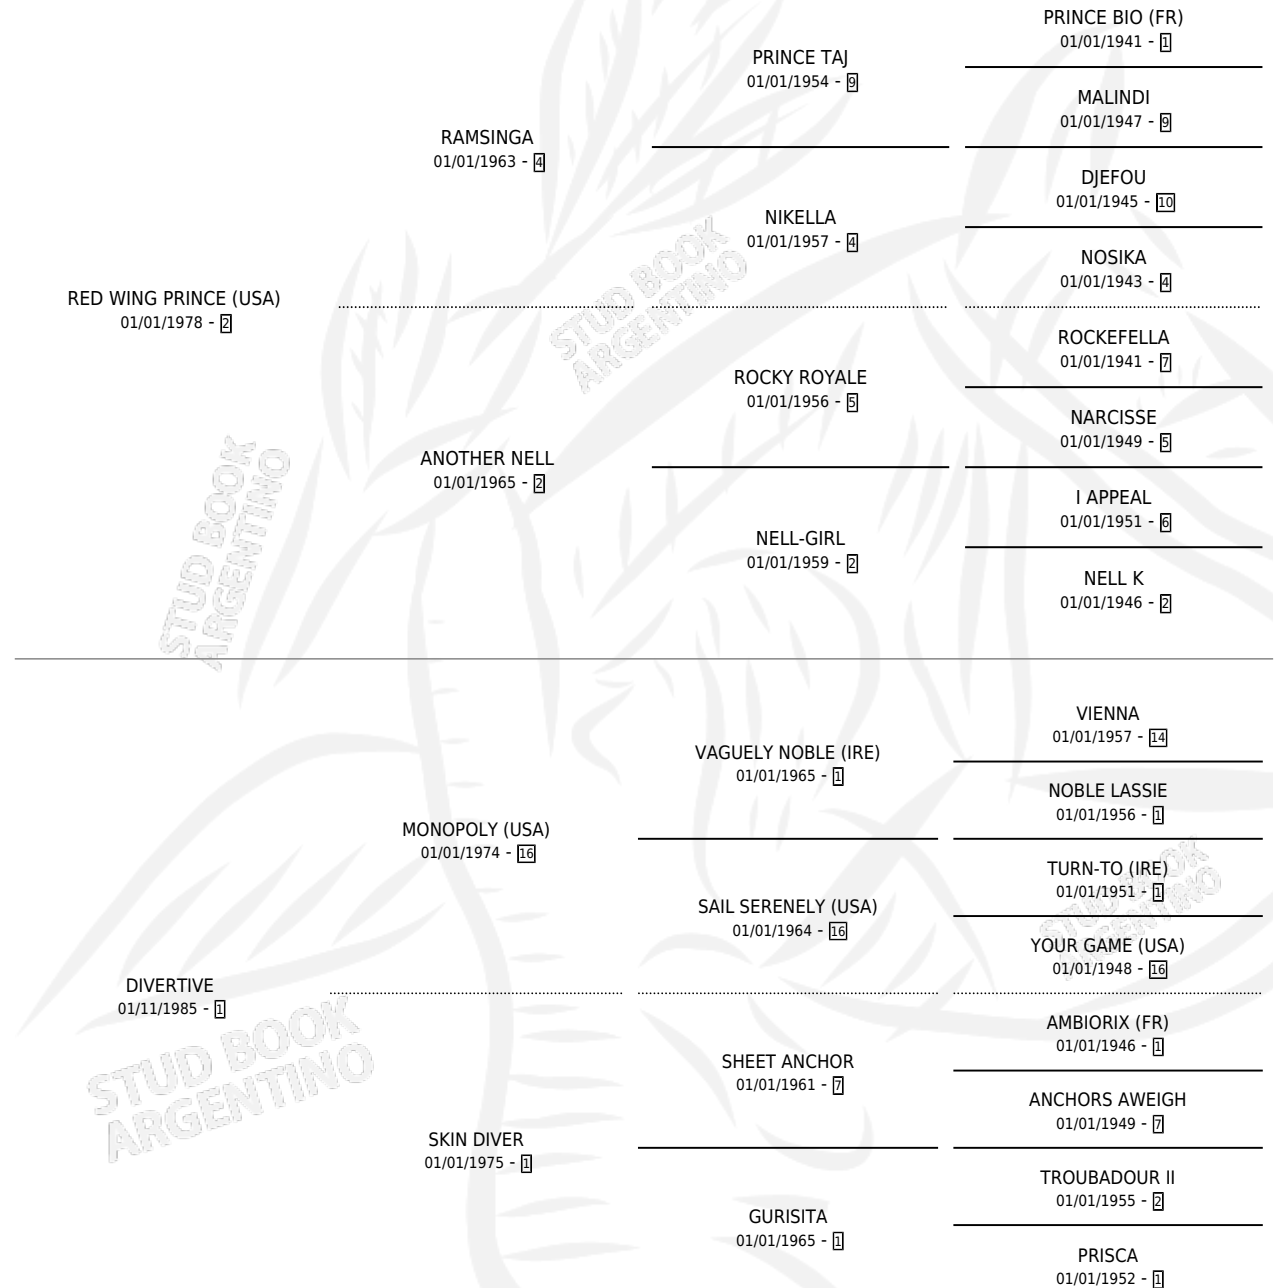 PRINCE BIO (FR)
01/01/1941 - 1
PRINCE TAJ
01/01/1954 - 9
MALINDI
01/01/1947 - 9
RAMSINGA
01/01/1963 - 4
DJEFOU
01/01/1945 - 10
NIKELLA
01/01/1957 - 4
NOSIKA
01/01/1943 - 4
RED WING PRINCE (USA)
01/01/1978 - 2
ROCKEFELLA
01/01/1941 - 7
ROCKY ROYALE
01/01/1956 - 5
NARCISSE
01/01/1949 - 5
ANOTHER NELL
01/01/1965 - 2
I APPEAL
01/01/1951 - 6
NELL-GIRL
01/01/1959 - 2
NELL K
01/01/1946 - 2
VIENNA
01/01/1957 - 14
VAGUELY NOBLE (IRE)
01/01/1965 - 1
NOBLE LASSIE
01/01/1956 - 1
MONOPOLY (USA)
01/01/1974 - 16
TURN-TO (IRE)
01/01/1951 - 1
SAIL SERENELY (USA)
01/01/1964 - 16
YOUR GAME (USA)
01/01/1948 - 16
DIVERTIVE
01/11/1985 - 1
AMBIORIX (FR)
01/01/1946 - 1
SHEET ANCHOR
01/01/1961 - 7
ANCHORS AWEIGH
01/01/1949 - 7
SKIN DIVER
01/01/1975 - 1
TROUBADOUR II
01/01/1955 - 2
GURISITA
01/01/1965 - 1
PRISCA
01/01/1952 - 1
STUD BOOK
ARGENTINO
STUD BOOK
ARGENTINO
STUD BOOK
ARGENTINO
STUD BOOK
ARGENTINO